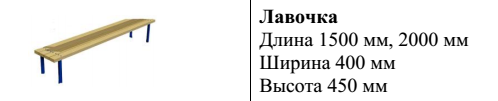 Лавочка
Длина 1500 мм, 2000 мм
Ширина 400 мм
Высота 450 мм